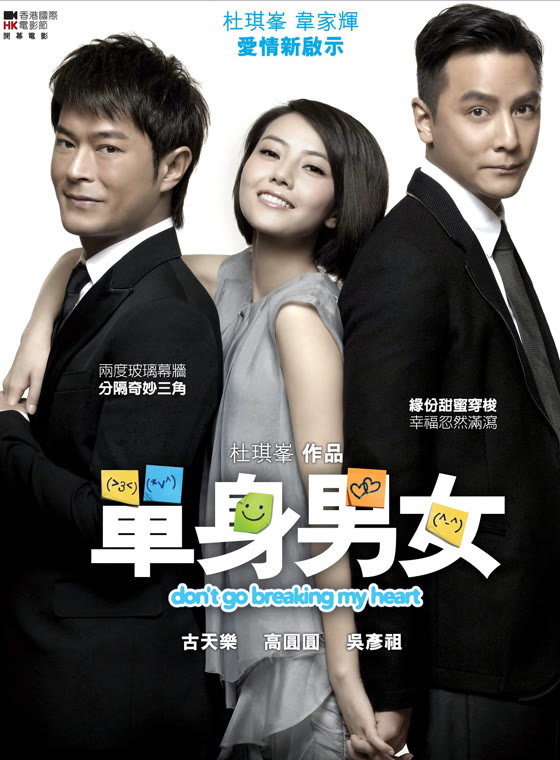 HK 香港國際
電影節
開幕電影
杜琪峯 韋家輝
愛情新啟示
兩度玻璃幕牆
分隔奇妙三角
緣份甜蜜穿梭
幸福忽然滿瀉
杜琪峯 作品
(>3<) (*v^)
單身男女
(^-^)
don't go breaking my heart
古天樂 高圓圓 吳彥祖